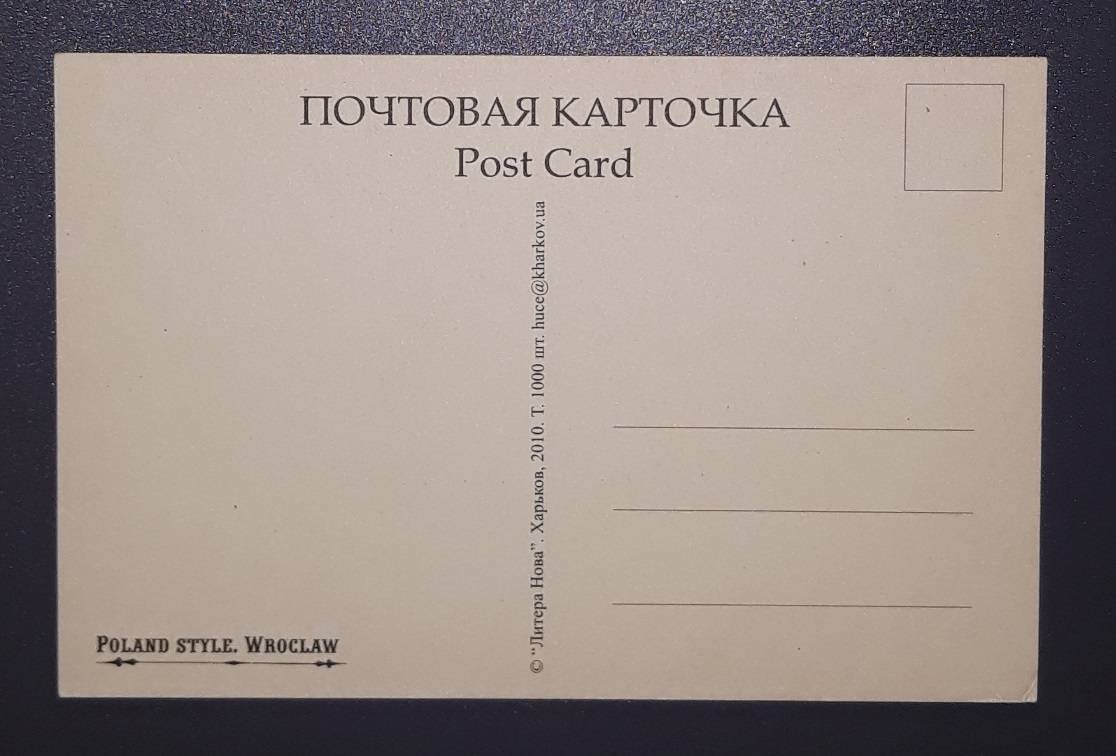 ПОЧТОВАЯ КАРТОЧКА
Post Card
© "Литера Нова". Харьков, 2010. Т. 1000 шт. huce@kharkov.ua
POLAND STYLE. WROCLAW